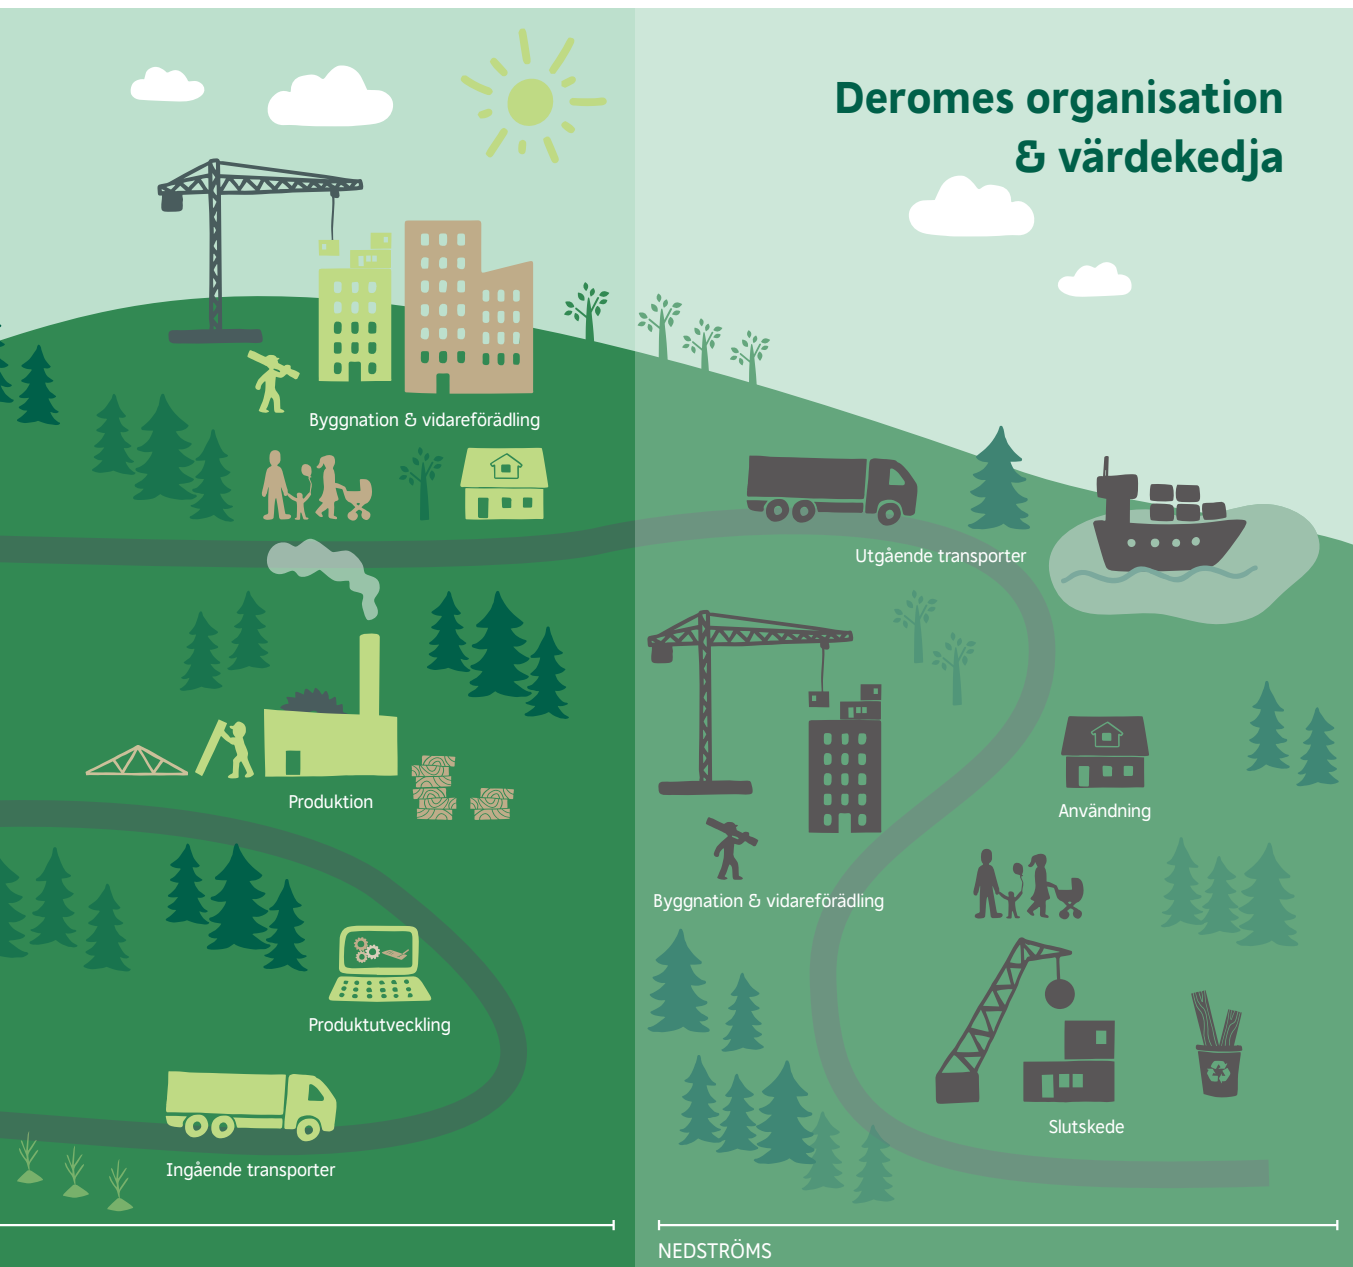 Deromes organisation
& värdekedja
Byggnation & vidareförädling
Utgående transporter
Produktion
Användning
Byggnation & vidareförädling
Produktutveckling
Slutskede
Ingående transporter
NEDSTRÖMS